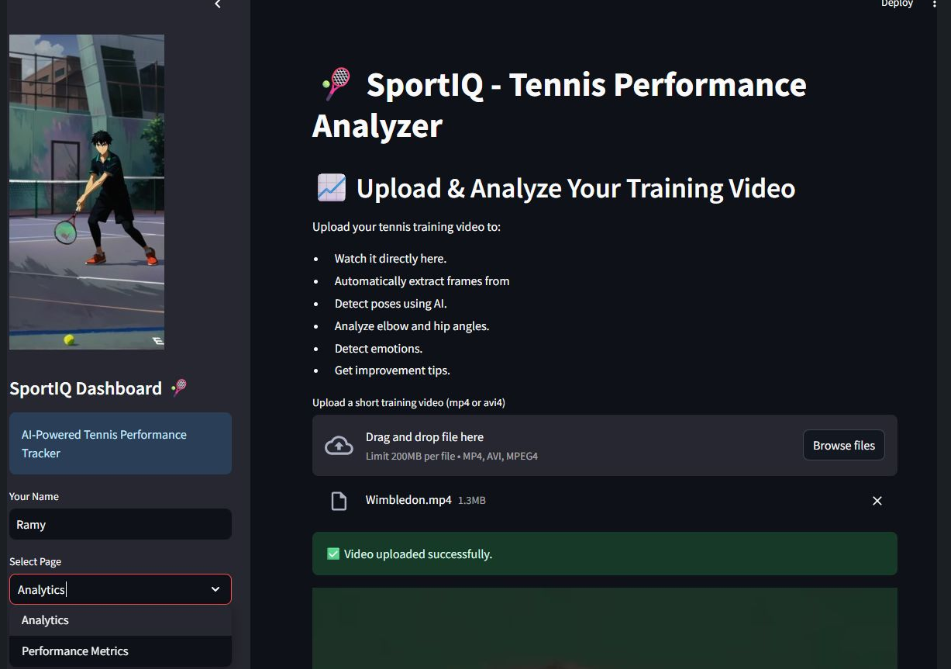 Deploy
SportIQ - Tennis Performance
Analyzer
Upload & Analyze Your Training Video
Upload your tennis training video to:
• Watch it directly here.
• Automatically extract frames from
• Detect poses using AI.
• Analyze elbow and hip angles.
• Detect emotions.
• Get improvement tips.
Upload a short training video (mp4 or avi4)
Drag and drop file here
Limit 200MB per file • MP4, AVI, MPEG4
Browse files
Wimbledon.mp4 1.3MB
Video uploaded successfully.
SportIQ Dashboard
AI-Powered Tennis Performance
Tracker
Your Name
Ramy
Select Page
Analytics
Analytics
Performance Metrics